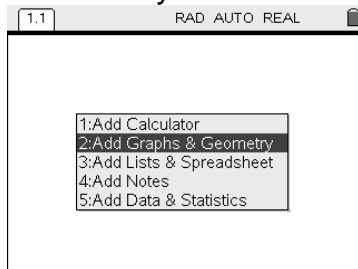 1.1 RAD AUTO REAL
1:Add Calculator
2:Add Graphs & Geometry
3:Add Lists & Spreadsheet
4:Add Notes
5:Add Data & Statistics